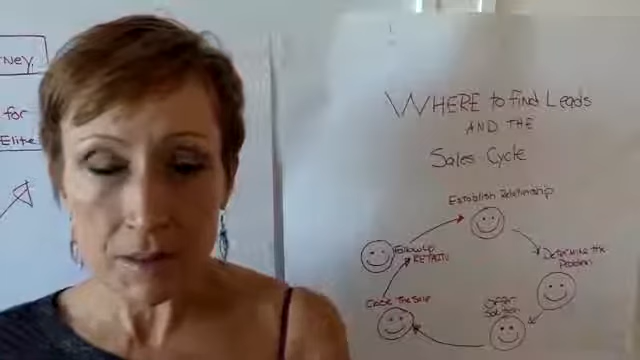 rney
for
Elite
WHERE to find Leads
AND THE
Sales Cycle
Establish Relationship
Determine the
Problem
Offer
Solution
Close The Sale
Follow up
RETAIN